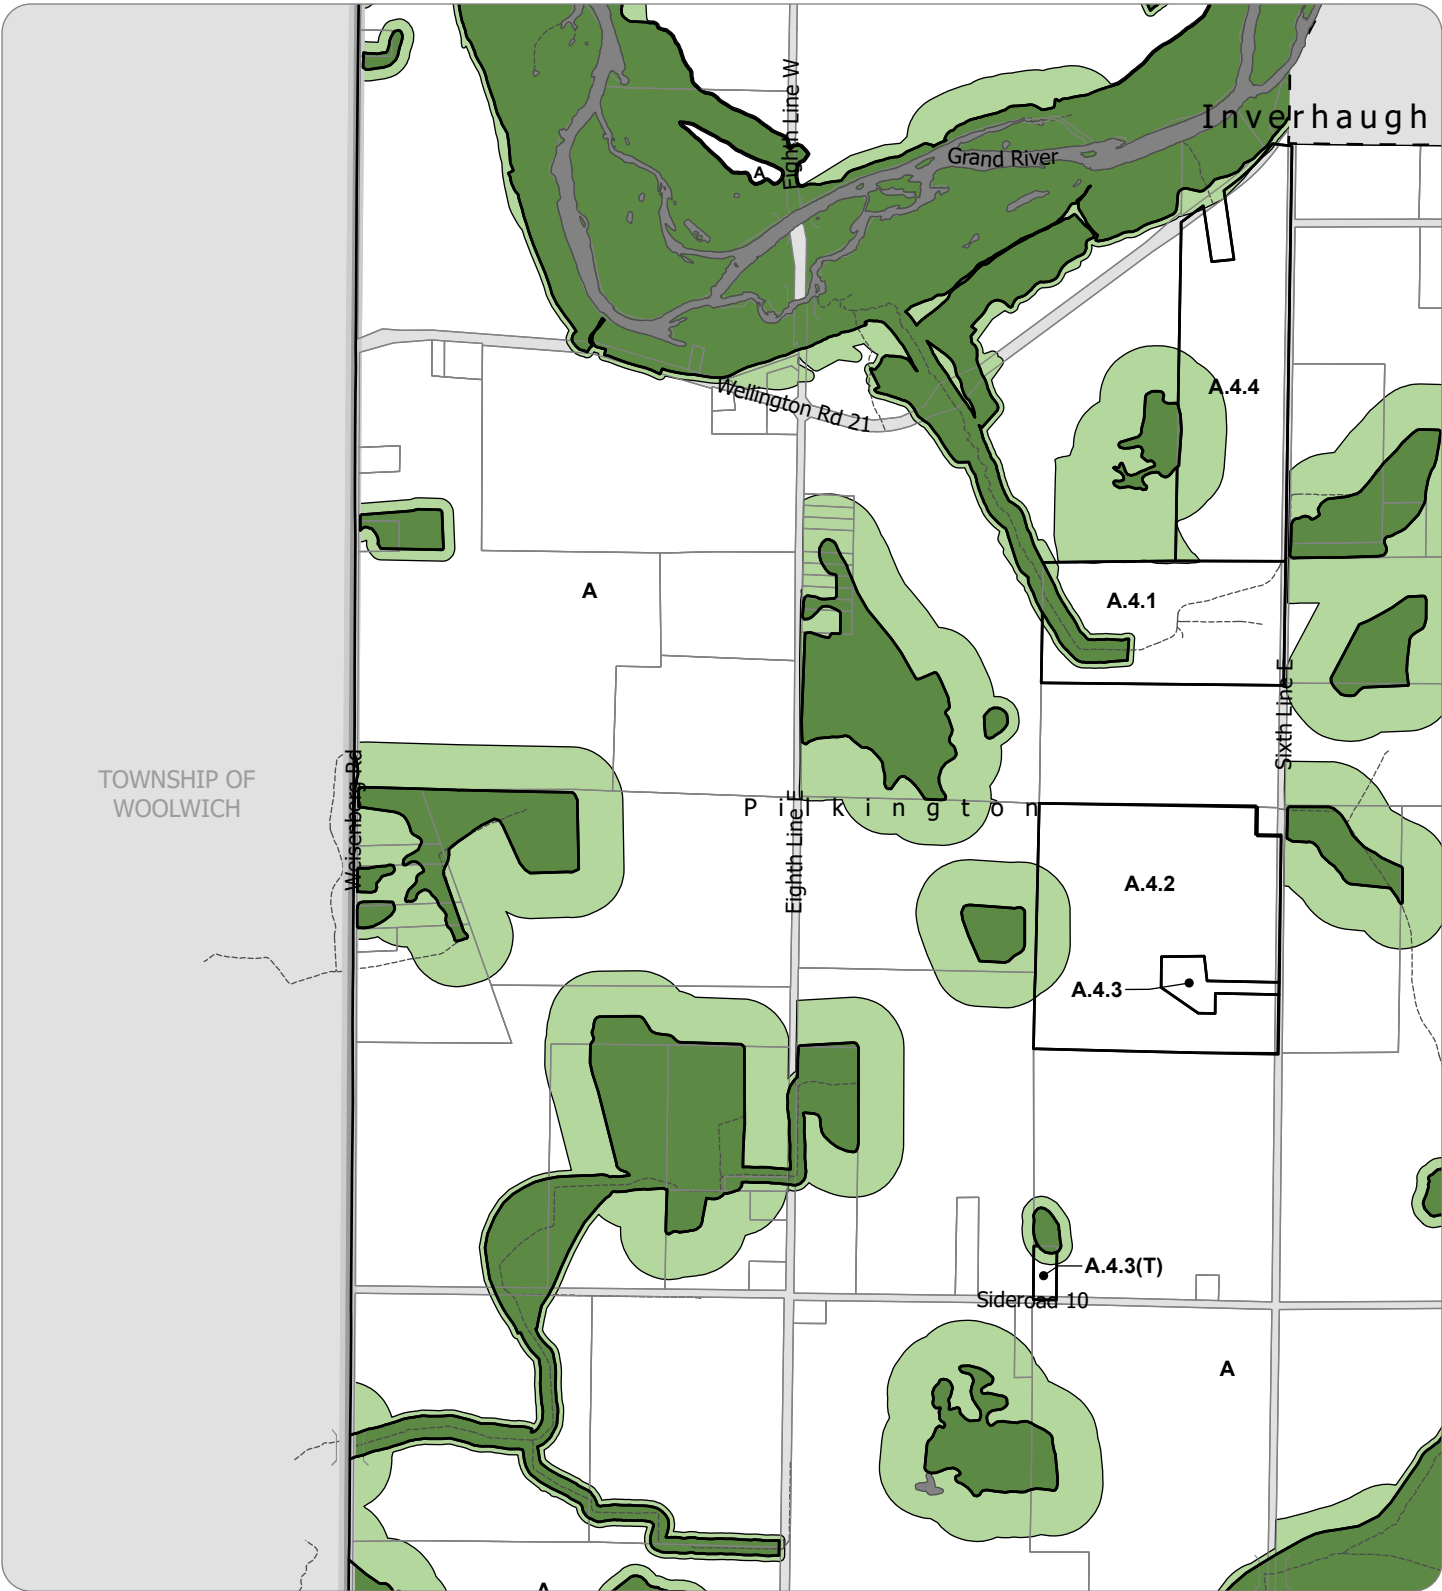 Eighth Line W
Inverhaugh
Grand River
A
A.4.4
Wellington Rd 21
A
A.4.1
Sixth Line E
Weisenberg Rd
TOWNSHIP OF
WOOLWICH
Pilkington
Eighth Line E
A.4.2
A.4.3
A.4.3(T)
Sideroad 10
A
A